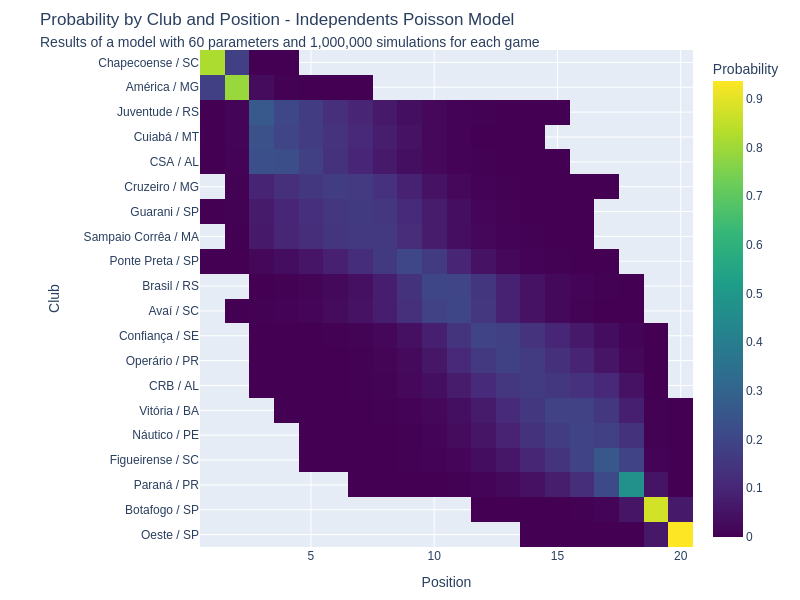 Probability by Club and Position - Independents Poisson Model
Results of a model with 60 parameters and 1,000,000 simulations for each game
Probability
Chapecoense / SC
América / MG
Juventude / RS
Cuiabá / MT
CSA / AL
Cruzeiro / MG
Guarani / SP
Sampaio Corrêa / MA
Ponte Preta / SP
Brasil / RS
Avaí / SC
Confiança / SE
Operário / PR
CRB / AL
Vitória / BA
Náutico / PE
Figueirense / SC
Paraná / PR
Botafogo / SP
Oeste / SP
Club
5
10
15
20
Position
0.9
0.8
0.7
0.6
0.5
0.4
0.3
0.2
0.1
0